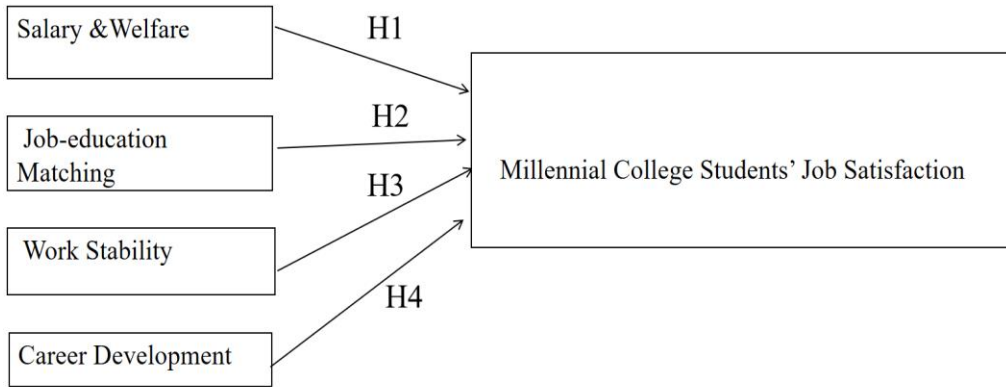 Salary &Welfare
H1
Job-education
Matching
H2
Work Stability
H3
Career Development
H4
Millennial College Students’ Job Satisfaction